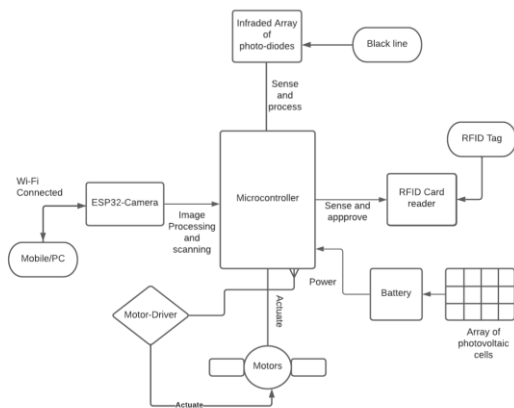 Infraded Array
of
photo-diodes
Black line
Sense
and
process
RFID Tag
Wi-Fi
Connected
ESP32-Camera
Microcontroller
RFID Card
reader
Image
Processing
and
scanning
Sense and
appprove
Mobile/PC
Power
Battery
Motor-Driver
Actuate
Array of
photovoltaic
cells
Motors
Actuate